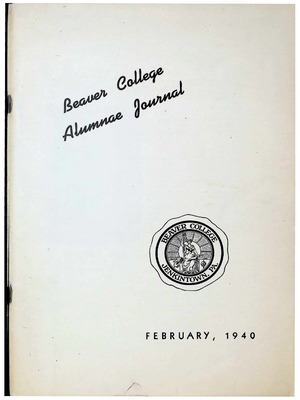 Beaver College
Alumnae Journal
BEAVER COLLEGE
JENKINTOWN, PA.
FEBRUARY, 1940